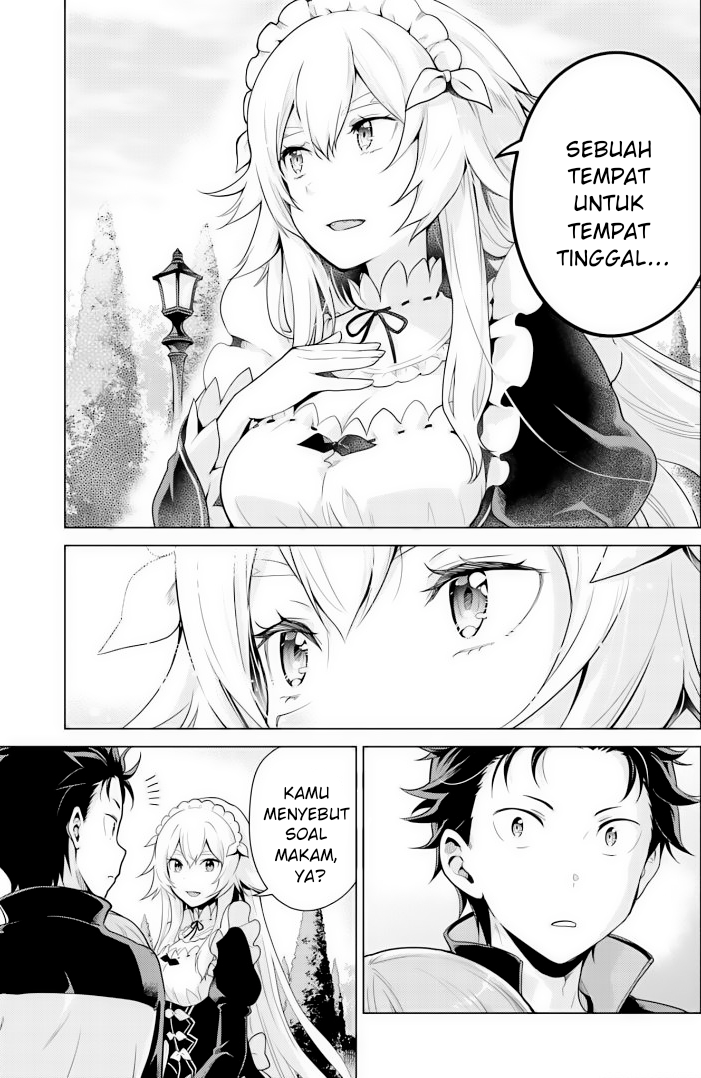 SEBUAH
TEMPAT
UNTUK
TEMPAT
TINGGAL...
KAMU
MENYEBUT
SOAL
MAKAM,
YA?